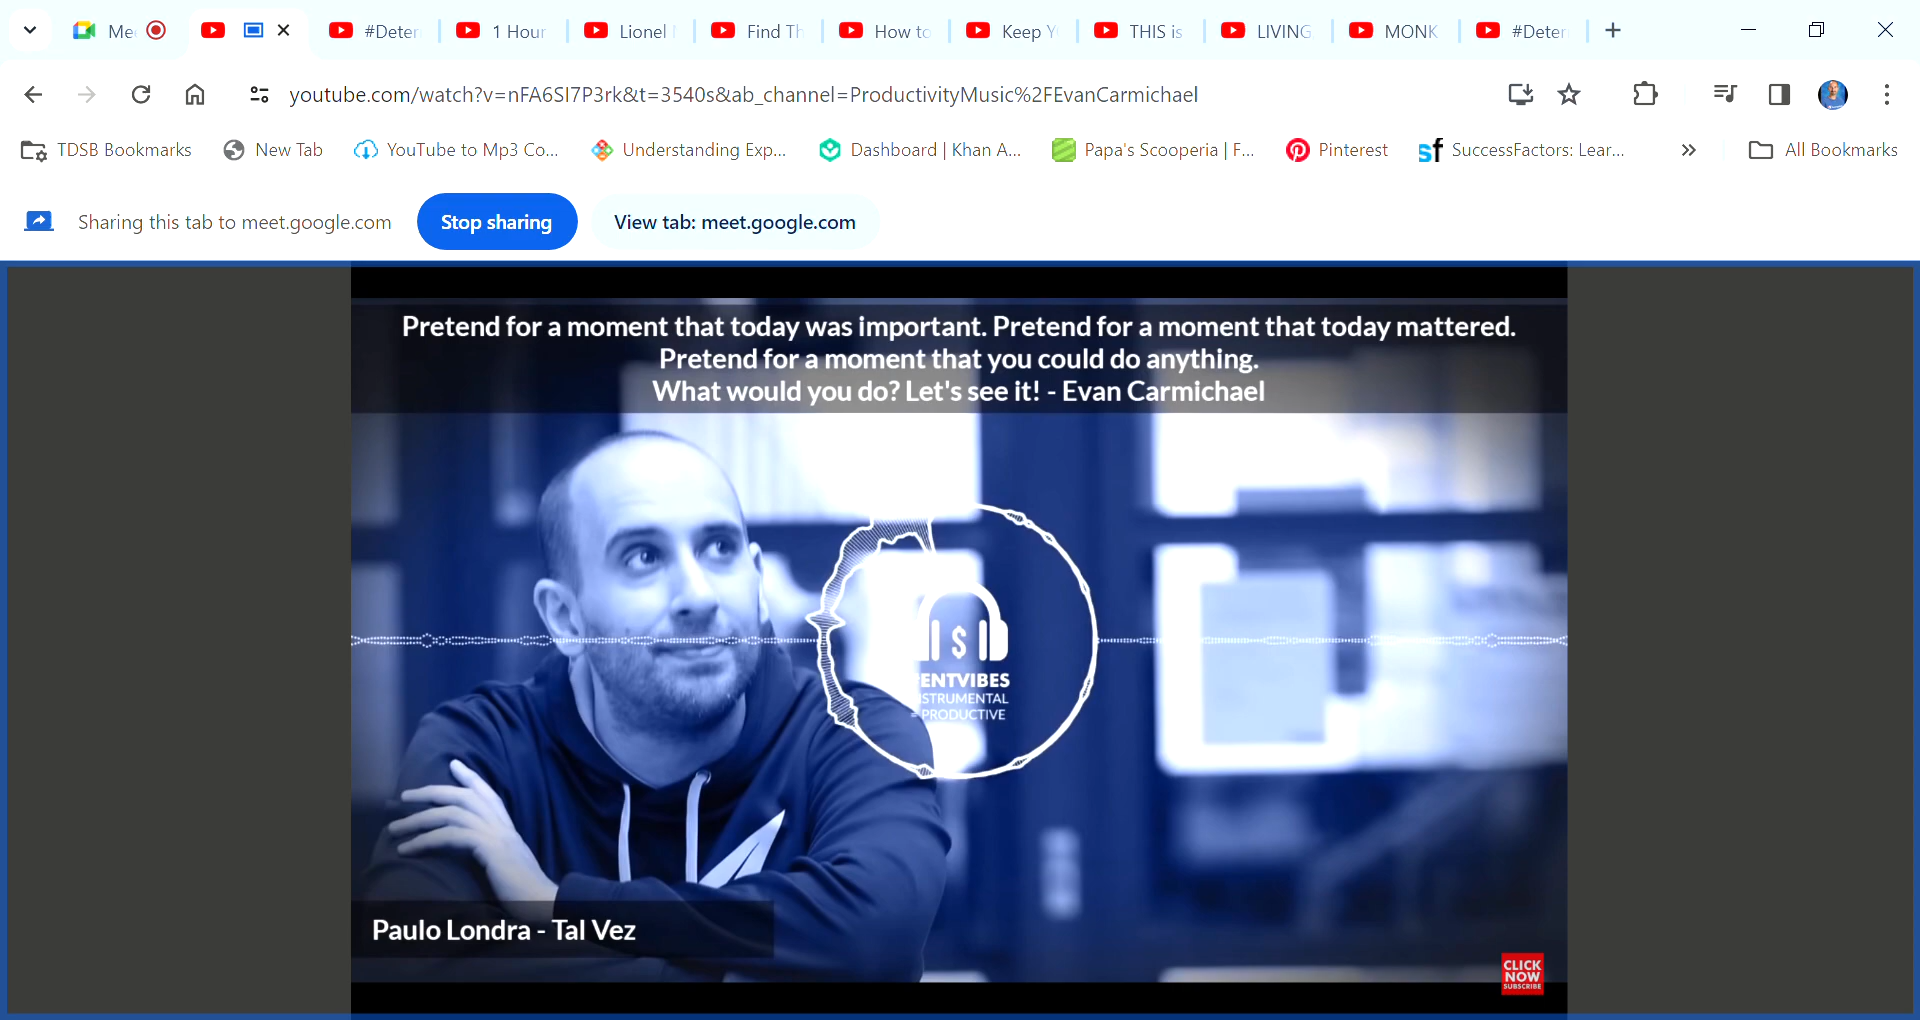 Mee
#Deter
1 Hour
Lionel
Find Th
How to
Keep Y
THIS is
LIVING
MONK
#Deter
youtube.com/watch?v=nFA6SI7P3rk&t=3540s&ab_channel=ProductivityMusic%2FEvanCarmichael
TDSB Bookmarks
New Tab
YouTube to Mp3 Co...
Understanding Exp...
Dashboard | Khan A...
Papa's Scooperia | F...
Pinterest
sf SuccessFactors: Lear...
»
All Bookmarks
Sharing this tab to meet.google.com
Stop sharing
View tab: meet.google.com
Pretend for a moment that today was important. Pretend for a moment that today mattered.
Pretend for a moment that you could do anything.
What would you do? Let's see it! - Evan Carmichael
$
ENTVIBES
STRUMENTAL
= PRODUCTIVE
Paulo Londra - Tal Vez
CLICK
NOW
SUBSCRIBE